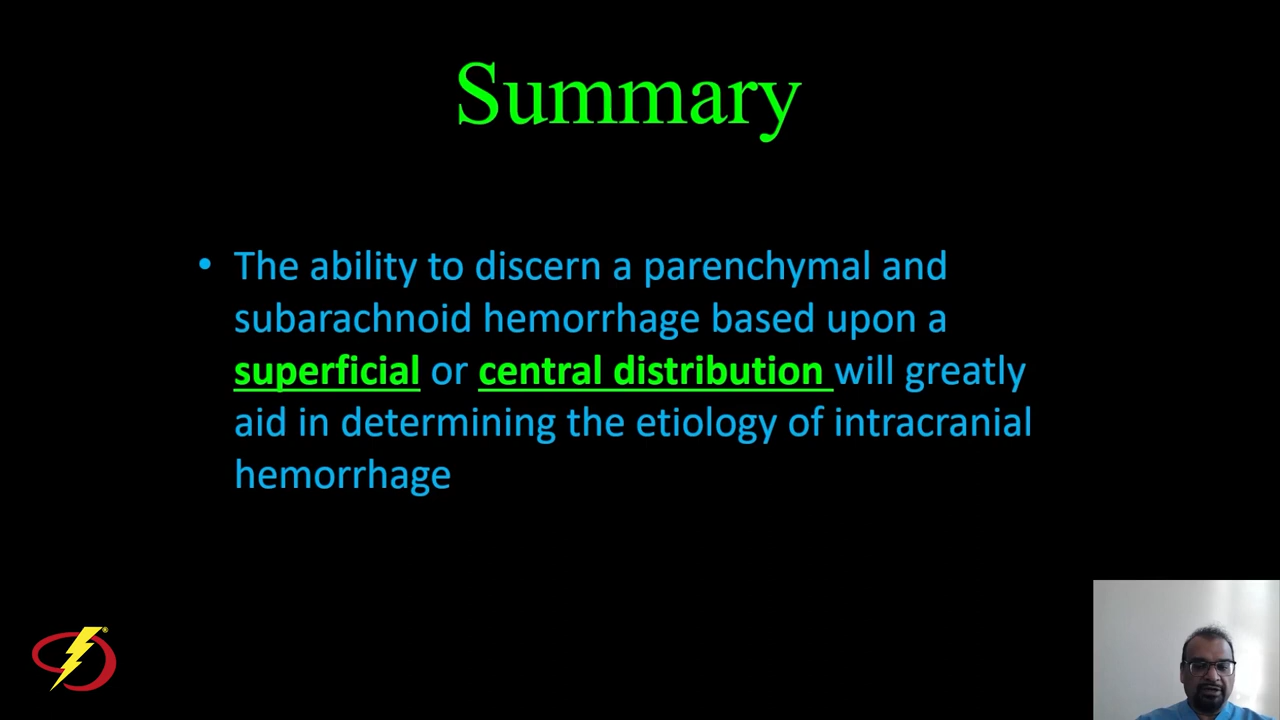 Summary
• The ability to discern a parenchymal and
subarachnoid hemorrhage based upon a
superficial or central distribution will greatly
aid in determining the etiology of intracranial
hemorrhage
®